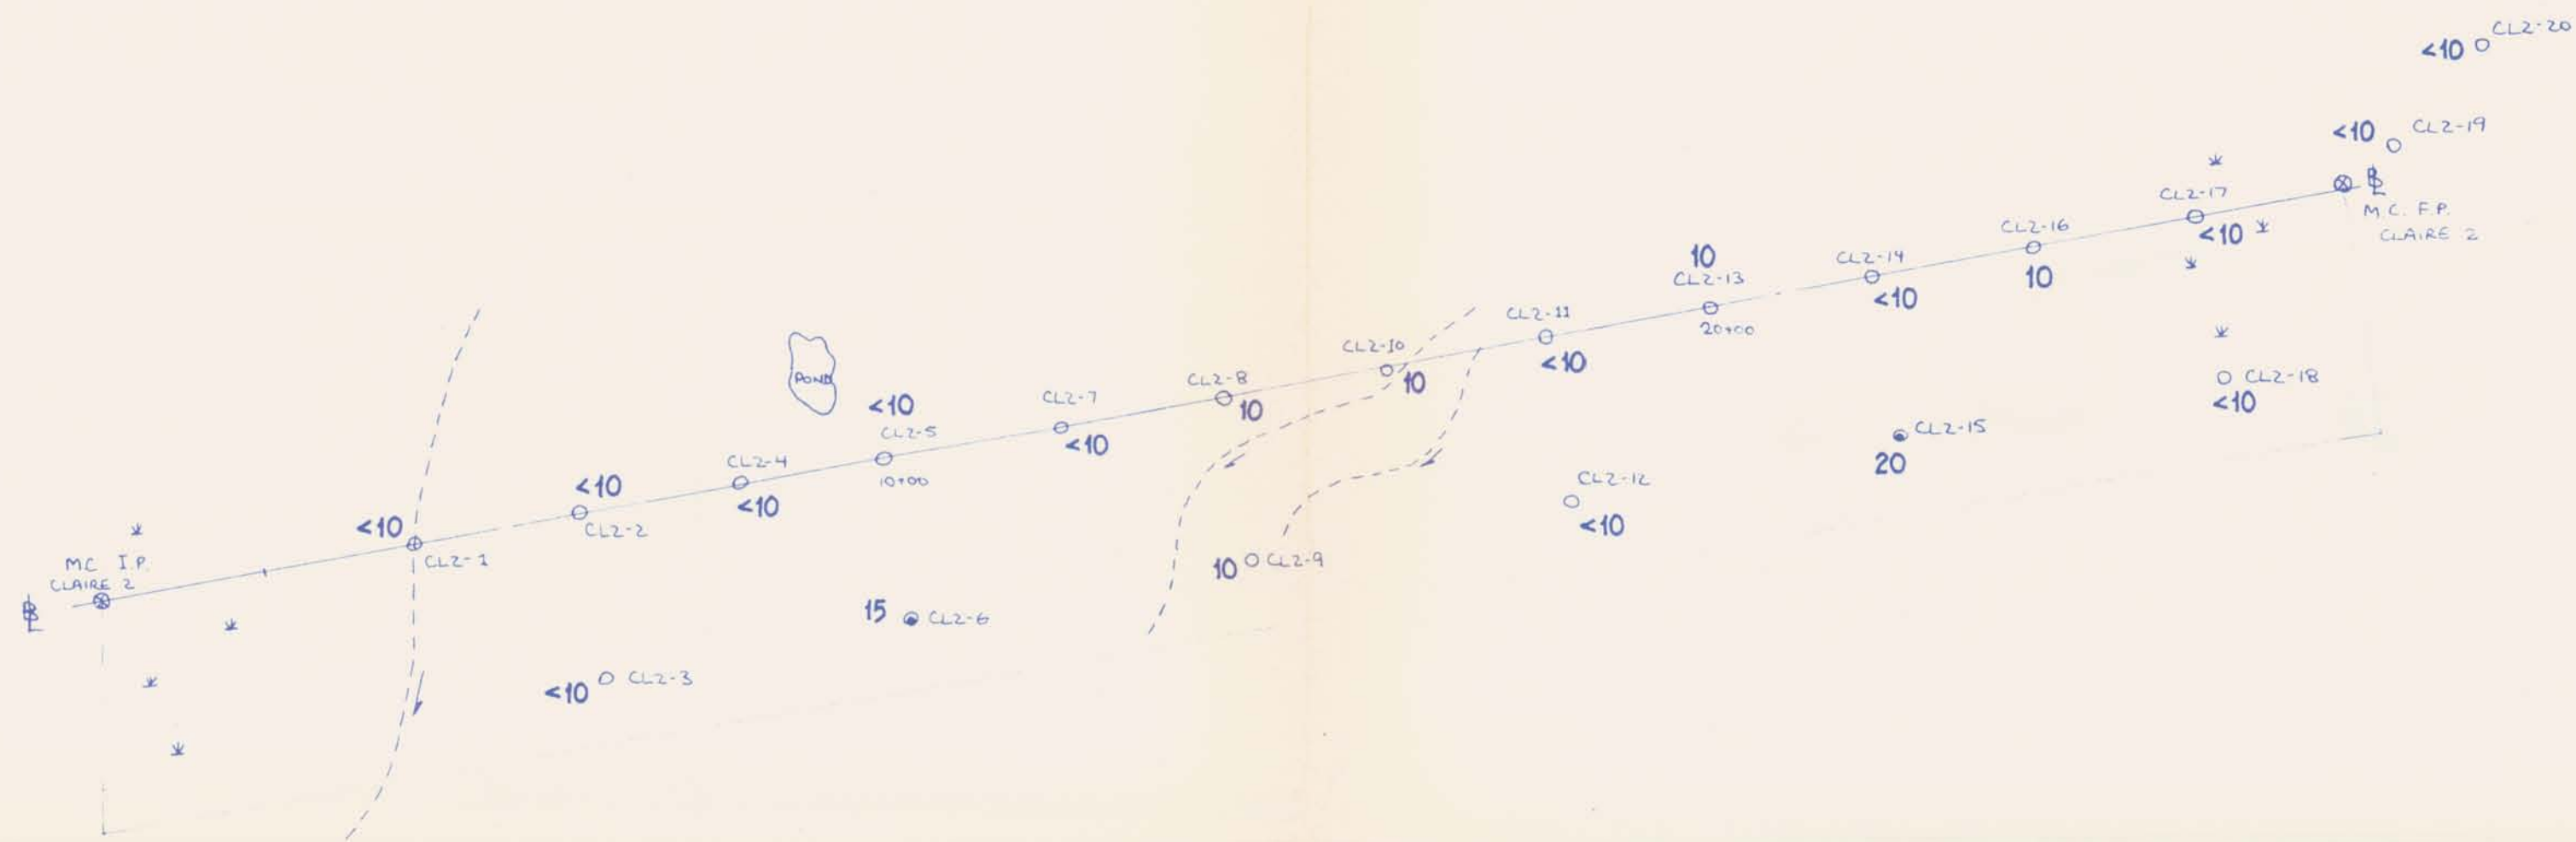 <10
CL2-20
<10
CL2-19
BL
M.C. F.P.
CLAIRE 2
CL2-17
<10
CL2-16
10
CL2-14
<10
10
CL2-13
20+00
CL2-11
<10
CL2-10
10
CL2-18
<10
CL2-8
10
CL2-7
<10
POND
<10
CL2-5
10+00
CL2-15
20
CL2-4
<10
CL2-12
<10
<10
CL2-2
<10
CL2-1
10
CL2-9
MC I.P.
CLAIRE 2
BL
15
CL2-6
<10
CL2-3